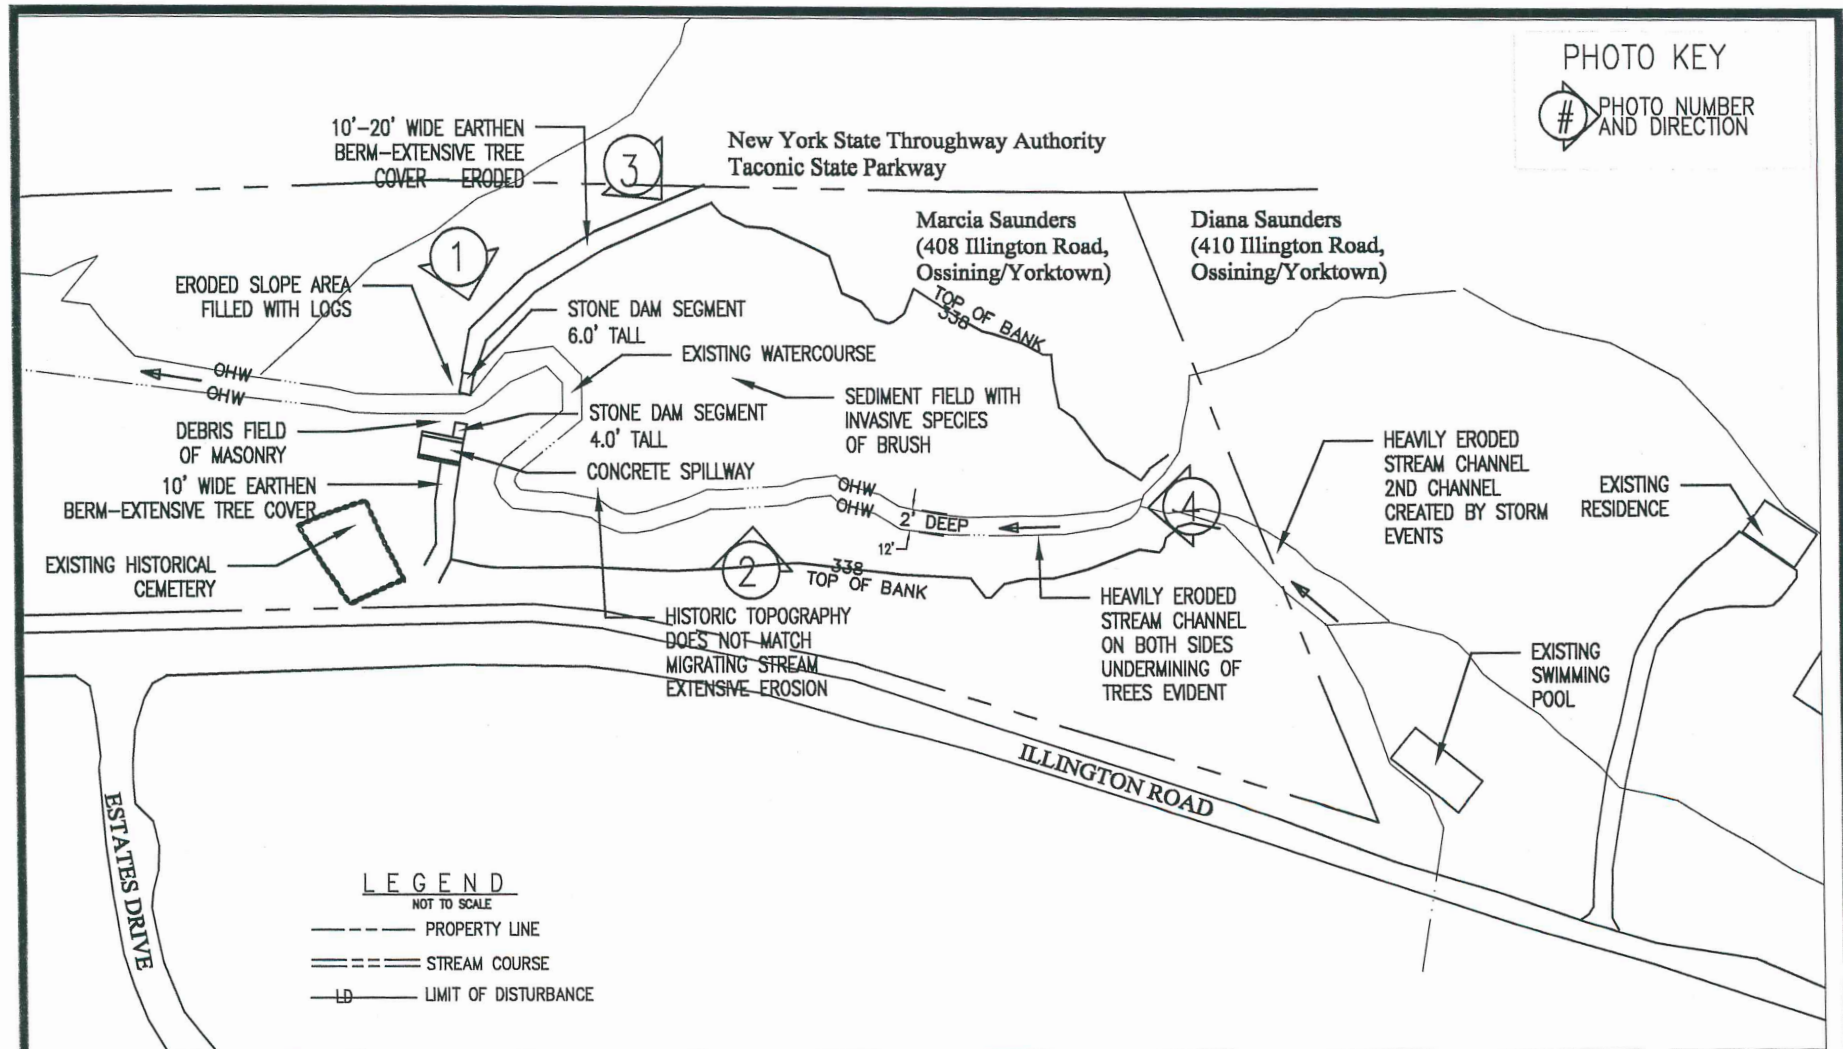 PHOTO KEY
#
PHOTO NUMBER
AND DIRECTION
10'-20' WIDE EARTHEN
BERM-EXTENSIVE TREE
COVER - ERODED
3
New York State Throughway Authority
Taconic State Parkway
Marcia Saunders
(408 Illington Road,
Ossining/Yorktown)
Diana Saunders
(410 Illington Road,
Ossining/Yorktown)
1
ERODED SLOPE AREA
FILLED WITH LOGS
STONE DAM SEGMENT
6.0' TALL
TOP OF BANK
338
EXISTING WATERCOURSE
OHW
OHW
SEDIMENT FIELD WITH
INVASIVE SPECIES
OF BRUSH
STONE DAM SEGMENT
4.0' TALL
DEBRIS FIELD
OF MASONRY
CONCRETE SPILLWAY
10' WIDE EARTHEN
BERM-EXTENSIVE TREE COVER
HEAVILY ERODED
STREAM CHANNEL
2ND CHANNEL
CREATED BY STORM
EVENTS
EXISTING
RESIDENCE
OHW
OHW
2' DEEP
12'
4
EXISTING HISTORICAL
CEMETERY
2
338
TOP OF BANK
HISTORIC TOPOGRAPHY
DOES NOT MATCH
MIGRATING STREAM
EXTENSIVE EROSION
HEAVILY ERODED
STREAM CHANNEL
ON BOTH SIDES
UNDERMINING OF
TREES EVIDENT
EXISTING
SWIMMING
POOL
ILLINGTON ROAD
ESTATES DRIVE
LEGEND
NOT TO SCALE
PROPERTY LINE
STREAM COURSE
LD
LIMIT OF DISTURBANCE